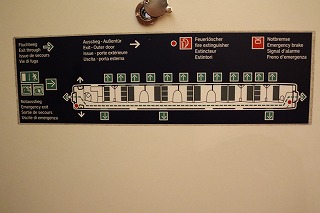 Fluchtweg
Exit through
Issue de secours
Via di fuga
Ausstieg - Außentür
Exit - Outer door
Issue - porte extérieure
Uscita - porta esterna
Feuerlöscher
fire extinguisher
Extincteur
Estintori
Notbremse
Emergency brake
Signal d'alarme
Freno d'emergenza
Notausstieg
Emergency exit
Sortie de secours
Uscite di emergenza